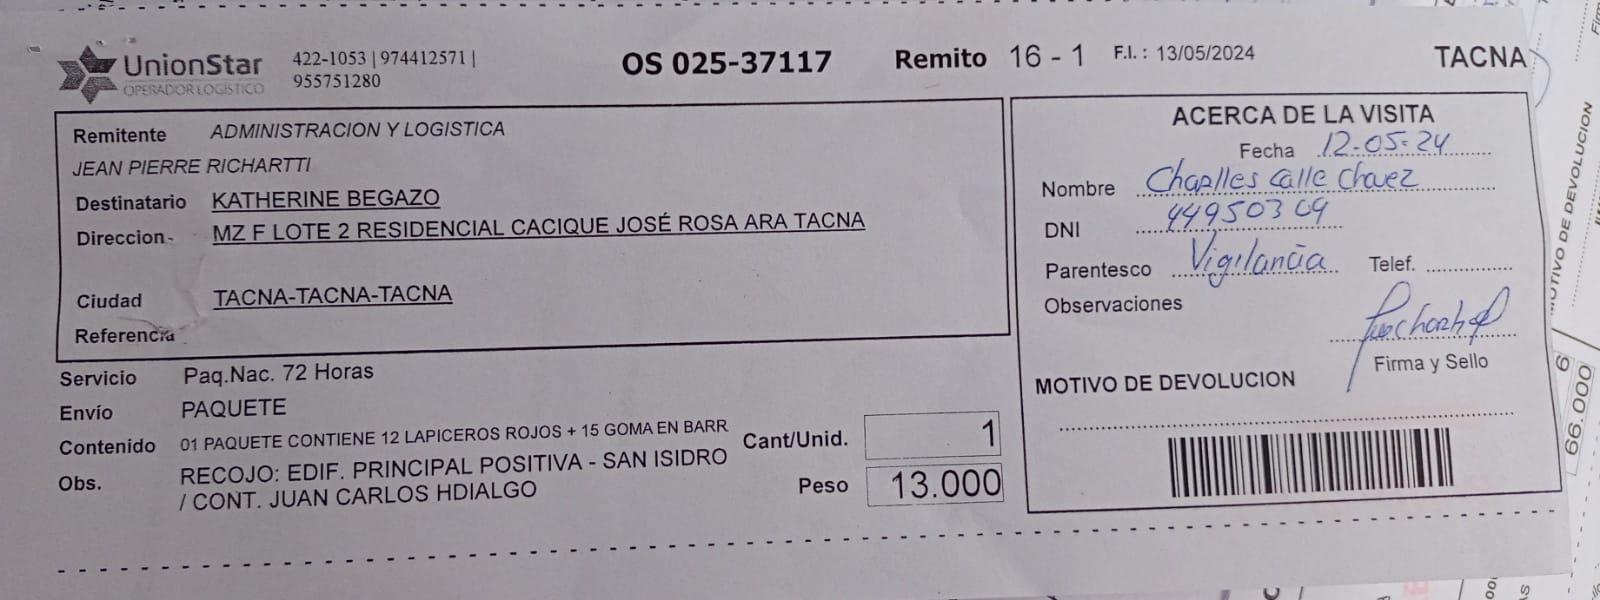 UnionStar
OPERADOR LOGÍSTICO
422-1053 | 974412571 |
955751280
OS 025-37117
Remito 16 - 1
F.I. : 13/05/2024
TACNA
Remitente ADMINISTRACION Y LOGISTICA
JEAN PIERRE RICHARTTI
Destinatario KATHERINE BEGAZO
Direccion MZ F LOTE 2 RESIDENCIAL CACIQUE JOSÉ ROSA ARA TACNA
Ciudad TACNA-TACNA-TACNA
Referencia
Servicio Paq.Nac. 72 Horas
Envío PAQUETE
Contenido 01 PAQUETE CONTIENE 12 LAPICEROS ROJOS + 15 GOMA EN BARR
Obs. RECOJO: EDIF. PRINCIPAL POSITIVA - SAN ISIDRO
/ CONT. JUAN CARLOS HDIALGO
Cant/Unid. 1
Peso 13.000
ACERCA DE LA VISITA
Fecha 12-05-24
Nombre Charlles Calle Chavez
DNI 44950309
Parentesco Vigilancia Telef.
Observaciones
Firma y Sello
MOTIVO DE DEVOLUCION
MOTIVO DE DEVOLUCION
6
66.000